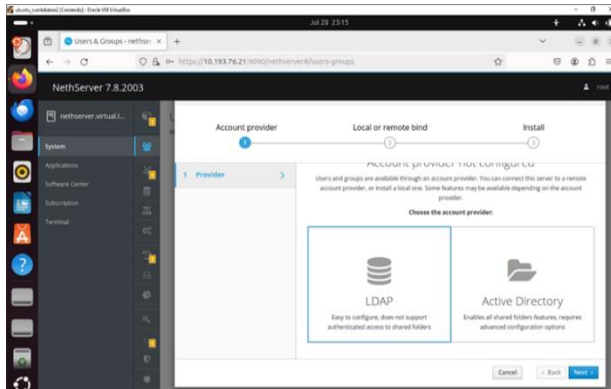 Jul 28 23:15
Users & Groups - nethser
https://10.193.76.21:9090/nethserver#/users-groups
NethServer 7.8.2003
root
nethserver.virtual.l...
System
Applications
Software Center
Subscription
Terminal
Account provider
Local or remote bind
Install
1
2
3
1 Provider
Account provider not configured
Users and groups are available through an account provider. You can connect this server to a remote
account provider, or install a local one. Some features may be available depending on the account
provider.
Choose the account provider:
LDAP
Easy to configure, does not support
authenticated access to shared folders
Active Directory
Enables all shared folders features, requires
advanced configuration options
Cancel
Back
Next